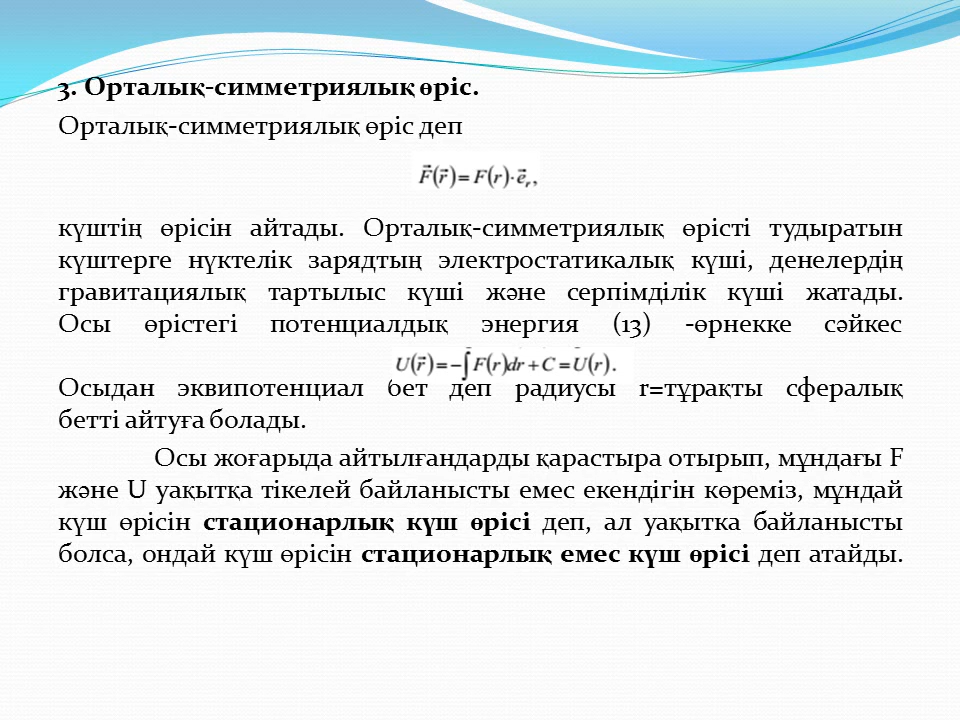 3. Орталық-симметриялық өріс.
Орталық-симметриялық өріс деп
F⃗(r⃗) = F(r)·e⃗ᵣ,
күштің өрісін айтады. Орталық-симметриялық өрісті тудыратын
күштерге нүктелік зарядтың электростатикалық күші, денелердің
гравитациялық тартылыс күші және серпімділік күші жатады.
Осы өрістегі потенциалдық энергия (13) -өрнекке сәйкес
U(r⃗) = −∫F(r)dr + C = U(r).
Осыдан эквипотенциал бет деп радиусы r=тұрақты сфералық
бетті айтуға болады.
Осы жоғарыда айтылғандарды қарастыра отырып, мұндағы F
және U уақытқа тікелей байланысты емес екендігін көреміз, мұндай
күш өрісін стационарлық күш өрісі деп, ал уақытка байланысты
болса, ондай күш өрісін стационарлық емес күш өрісі деп атайды.